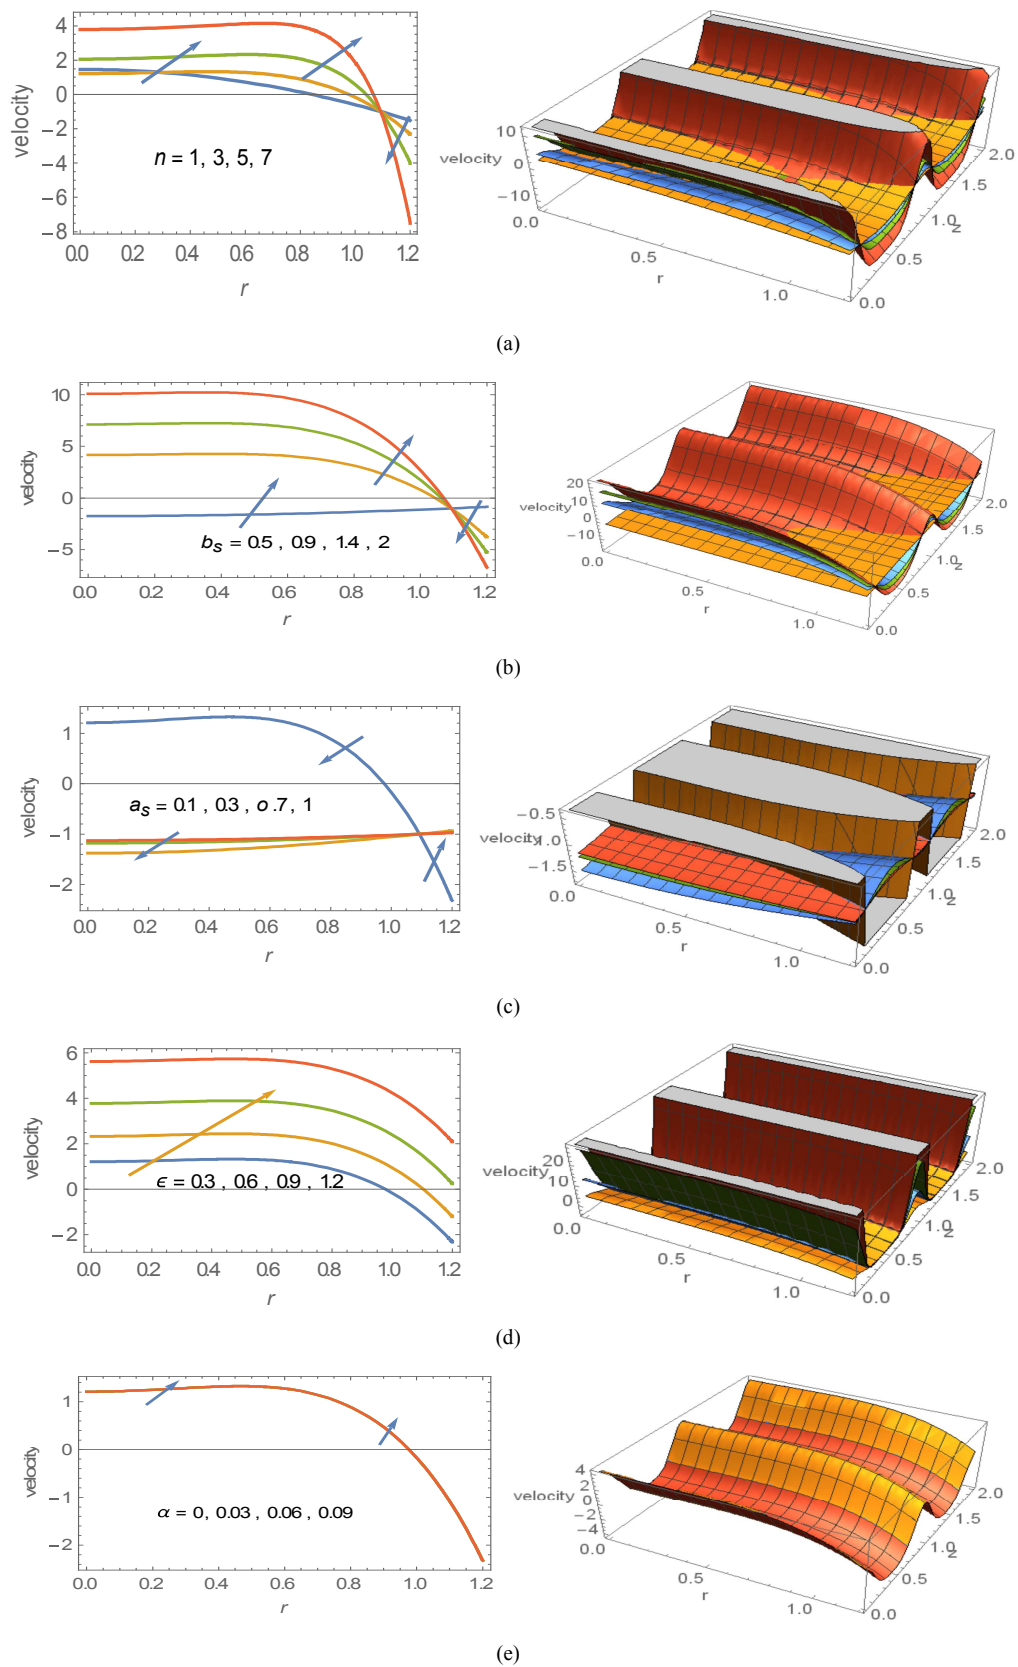 velocity
4
2
0
−2
−4
−6
−8
n = 1, 3, 5, 7
0.0 0.2 0.4 0.6 0.8 1.0 1.2
r
10
velocity 0
−10
0.0
0.5
r
1.0
0.0
0.5
1.0
z
1.5
2.0
(a)
velocity
10
5
0
−5
bs = 0.5 , 0.9 , 1.4 , 2
0.0 0.2 0.4 0.6 0.8 1.0 1.2
r
20
velocity 10
0
−10
0.0
0.5
r
1.0
0.0
0.5
1.0
z
1.5
2.0
(b)
velocity
1
0
−1
−2
as = 0.1 , 0.3 , o .7 , 1
0.0 0.2 0.4 0.6 0.8 1.0 1.2
r
−0.5
velocity
−1.0
−1.5
0.0
0.5
r
1.0
0.0
0.5
1.0
z
1.5
2.0
(c)
velocity
6
4
2
0
−2
ϵ = 0.3 , 0.6 , 0.9 , 1.2
0.0 0.2 0.4 0.6 0.8 1.0 1.2
r
20
velocity
10
0
0.0
0.5
r
1.0
0.0
0.5
1.0
z
1.5
2.0
(d)
velocity
1
0
−1
−2
α = 0, 0.03 , 0.06 , 0.09
0.0 0.2 0.4 0.6 0.8 1.0 1.2
r
4
2
velocity 0
−2
−4
0.0
0.5
r
1.0
0.0
0.5
1.0
z
1.5
2.0
(e)